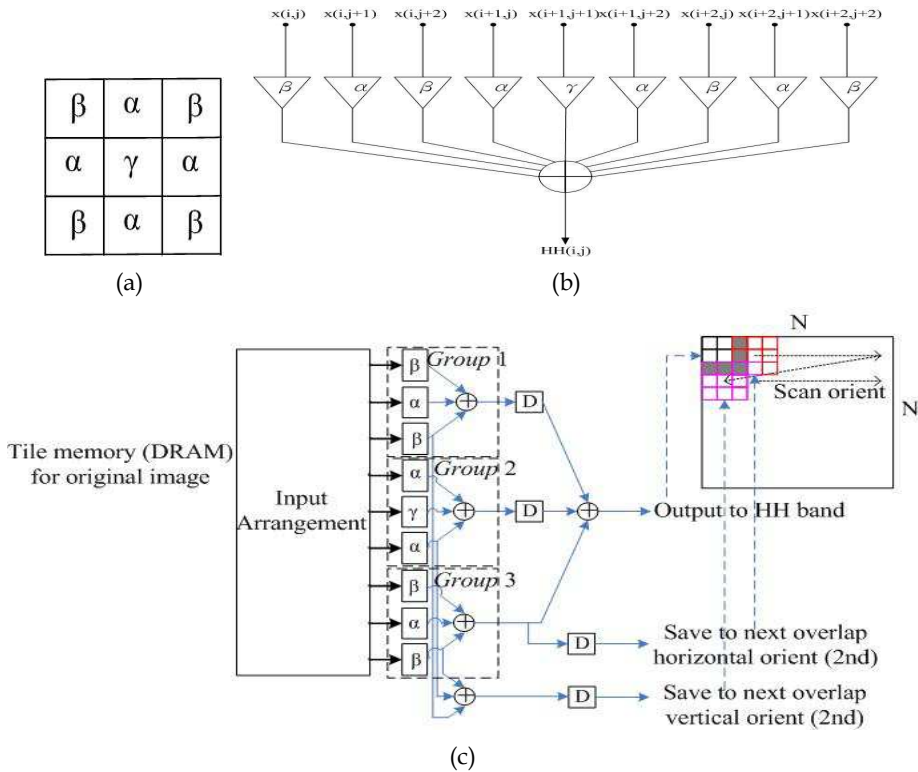 x(i,j) x(i,j+1) x(i,j+2) x(i+1,j) x(i+1,j+1) x(i+1,j+2) x(i+2,j) x(i+2,j+1) x(i+2,j+2)
β α β α γ α β α β
HH(i,j)
β α β
α γ α
β α β
(a)
(b)
N
N
Scan orient
Tile memory (DRAM)
for original image
Input
Arrangement
Group 1
β
α
β
D
Group 2
α
γ
α
D
Output to HH band
Group 3
β
α
β
D
Save to next overlap
horizontal orient (2nd)
D
Save to next overlap
vertical orient (2nd)
(c)